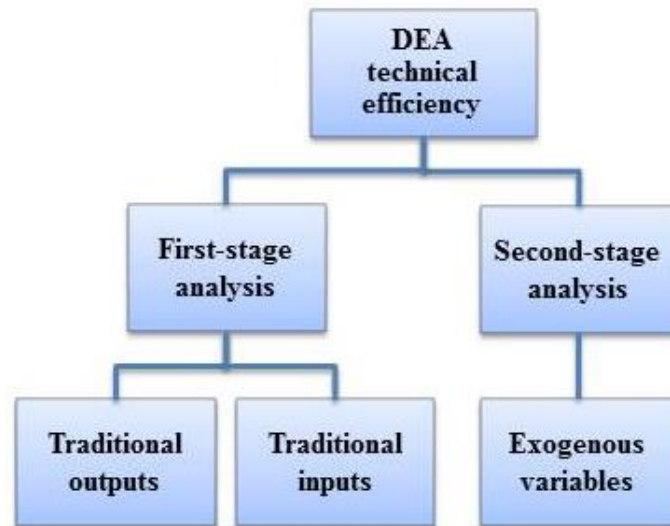 DEA
technical
efficiency
First-stage
analysis
Second-stage
analysis
Traditional
outputs
Traditional
inputs
Exogenous
variables